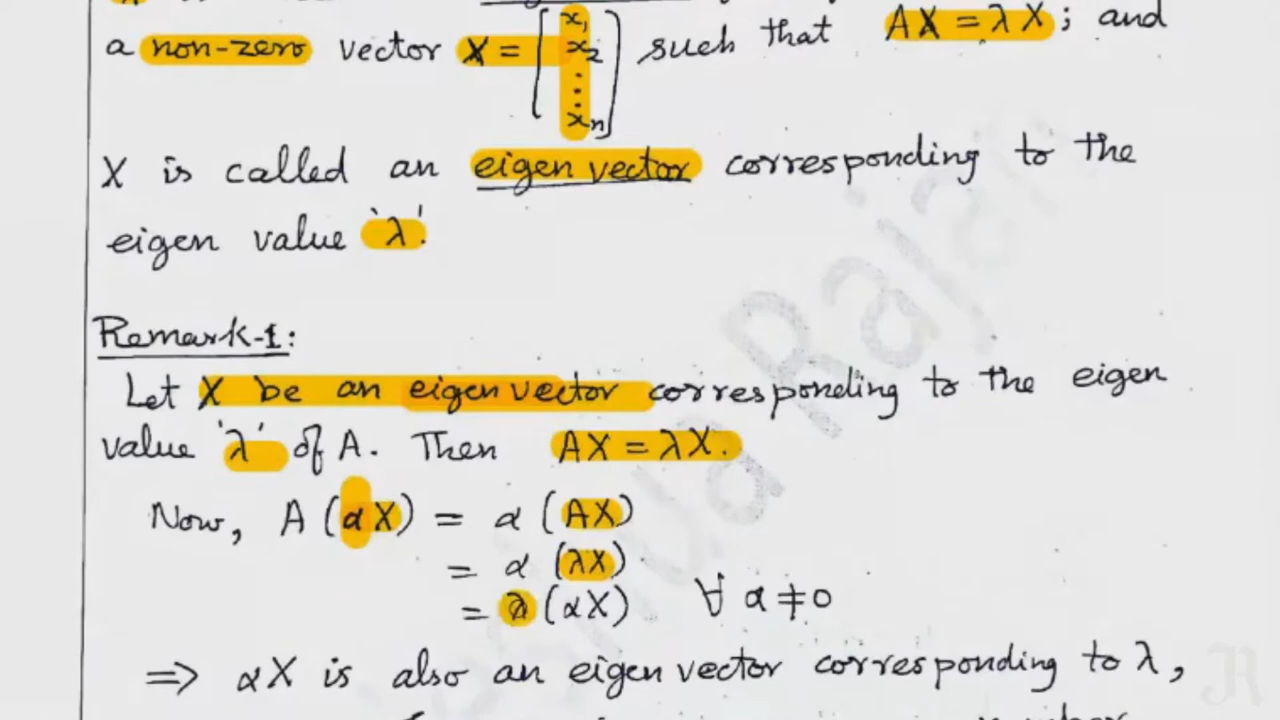 a non-zero vector X = [x₁ x₂ ⋮ xₙ] such that AX = λX; and
X is called an eigen vector corresponding to the
eigen value 'λ'.
Remark-1:
Let X be an eigen vector corresponding to the eigen
value 'λ' of A. Then AX = λX.
Now, A(αX) = α(AX)
= α(λX)
= λ(αX) ∀ α ≠ 0
⇒ αX is also an eigen vector corresponding to λ,